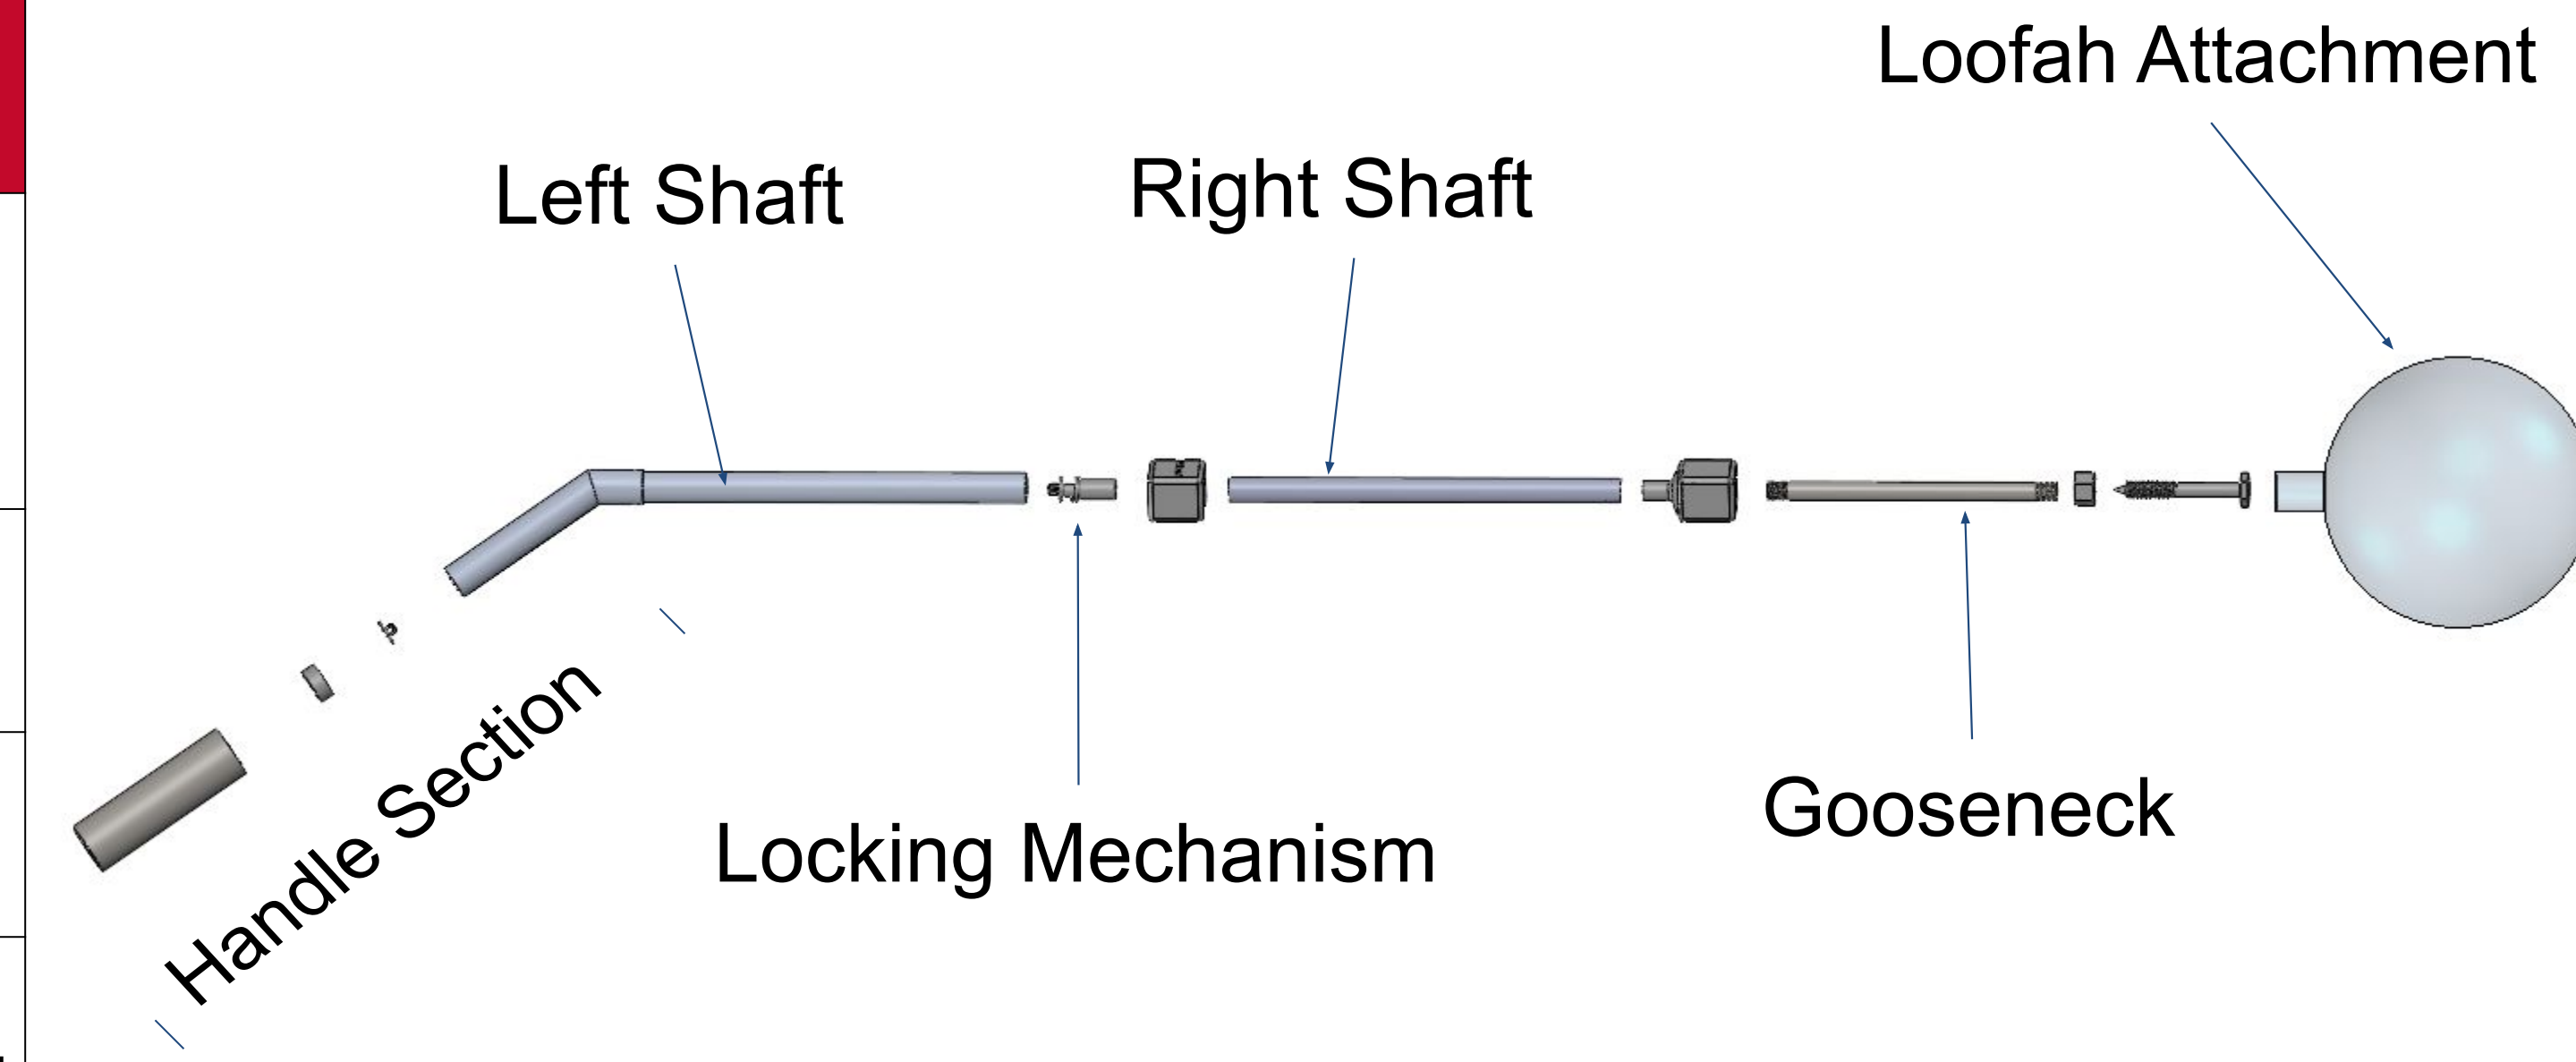 Loofah Attachment
Left Shaft
Right Shaft
Handle Section
Locking Mechanism
Gooseneck